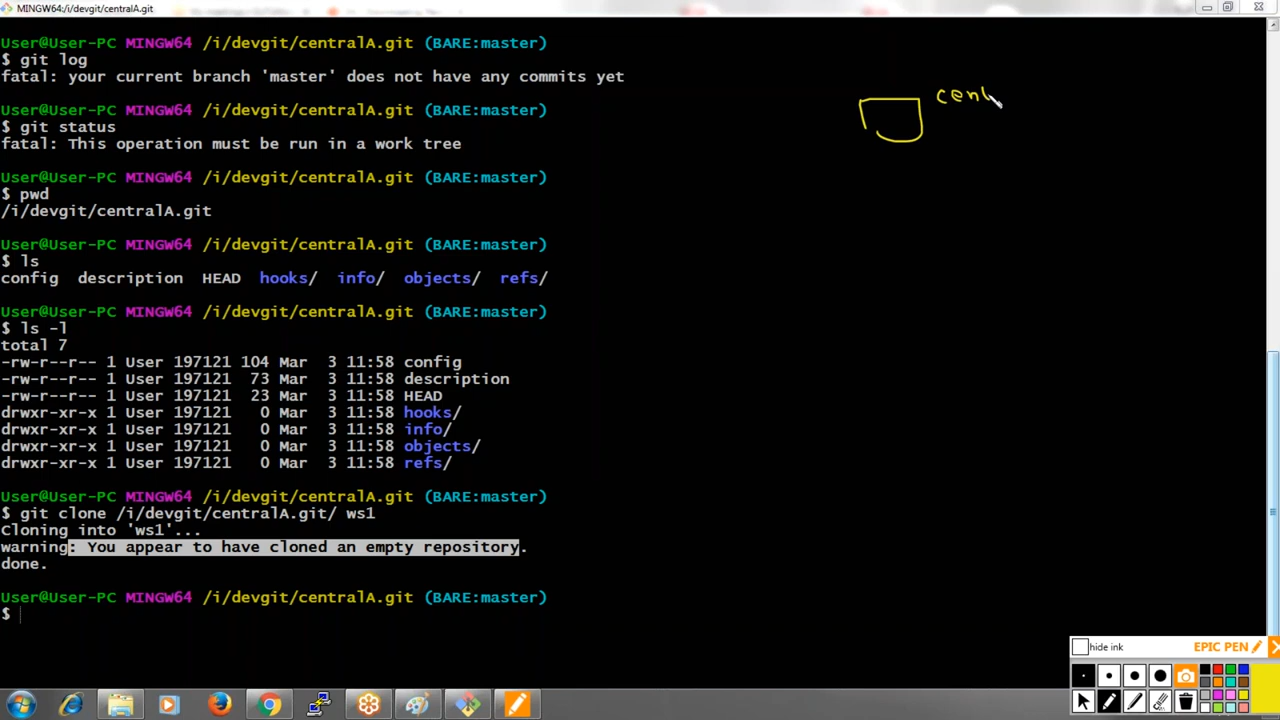 MINGW64:/i/devgit/centralA.git
User@User-PC MINGW64 /i/devgit/centralA.git (BARE:master)
$ git log
fatal: your current branch 'master' does not have any commits yet
User@User-PC MINGW64 /i/devgit/centralA.git (BARE:master)
$ git status
fatal: This operation must be run in a work tree
User@User-PC MINGW64 /i/devgit/centralA.git (BARE:master)
$ pwd
/i/devgit/centralA.git
User@User-PC MINGW64 /i/devgit/centralA.git (BARE:master)
$ ls
config description HEAD hooks/ info/ objects/ refs/
User@User-PC MINGW64 /i/devgit/centralA.git (BARE:master)
$ ls -l
total 7
-rw-r--r-- 1 User 197121 104 Mar 3 11:58 config
-rw-r--r-- 1 User 197121 73 Mar 3 11:58 description
-rw-r--r-- 1 User 197121 23 Mar 3 11:58 HEAD
drwxr-xr-x 1 User 197121 0 Mar 3 11:58 hooks/
drwxr-xr-x 1 User 197121 0 Mar 3 11:58 info/
drwxr-xr-x 1 User 197121 0 Mar 3 11:58 objects/
drwxr-xr-x 1 User 197121 0 Mar 3 11:58 refs/
User@User-PC MINGW64 /i/devgit/centralA.git (BARE:master)
$ git clone /i/devgit/centralA.git/ ws1
Cloning into 'ws1'...
warning: You appear to have cloned an empty repository.
done.
User@User-PC MINGW64 /i/devgit/centralA.git (BARE:master)
$
cent
hide ink
EPIC PEN